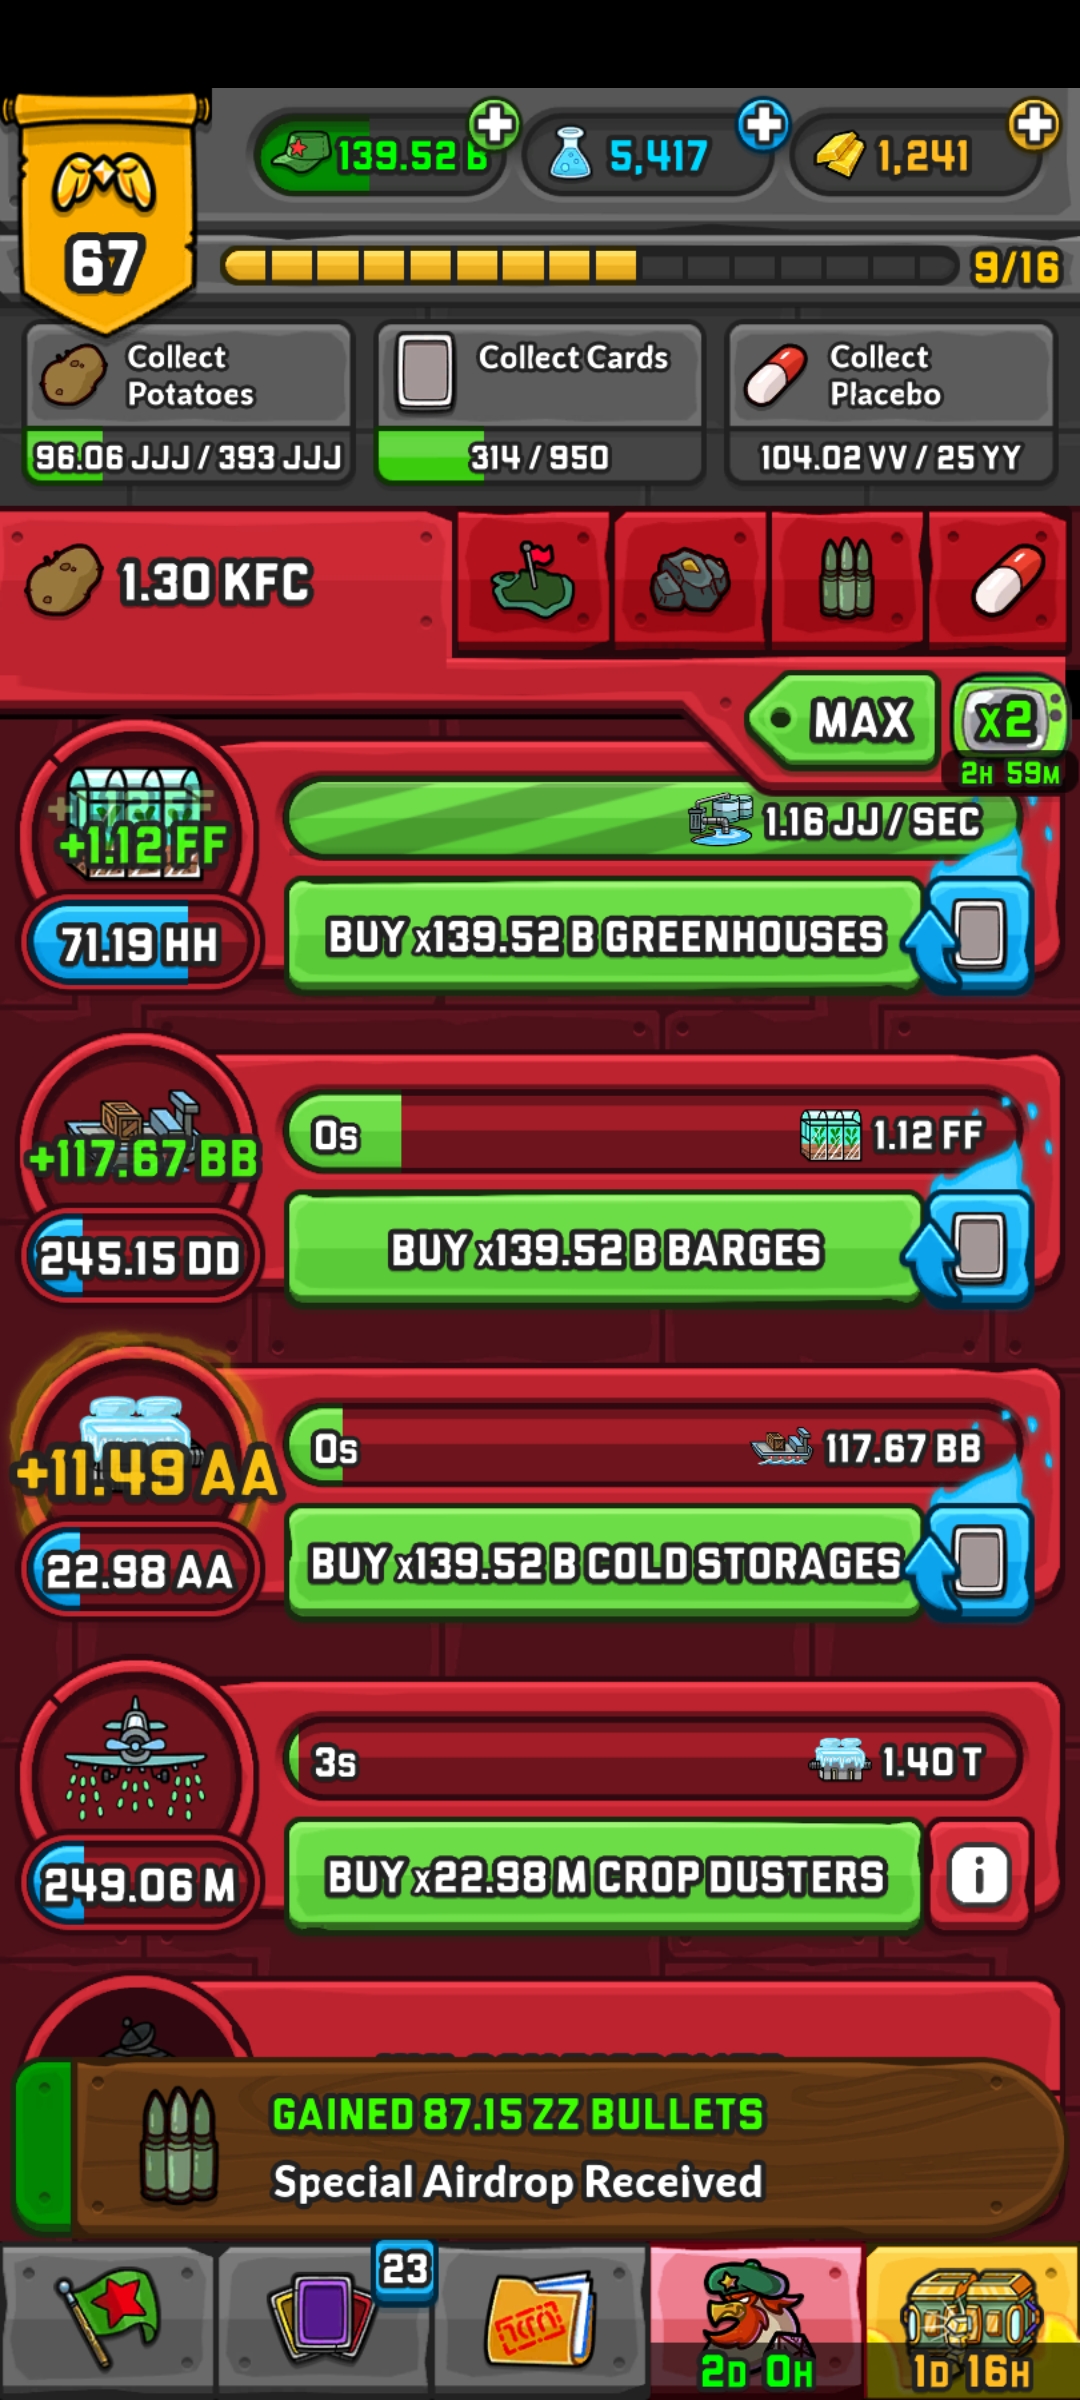 139.52 B
5,417
1,241
67
9/16
Collect
Potatoes
96.06 JJJ / 393 JJJ
Collect Cards
314 / 950
Collect
Placebo
104.02 VV / 25 YY
1.30 KFC
MAX
x2
2H 59M
+1.12 FF
1.16 JJ / SEC
71.19 HH
BUY x139.52 B GREENHOUSES
+117.67 BB
0s
1.12 FF
245.15 DD
BUY x139.52 B BARGES
+11.49 AA
0s
117.67 BB
22.98 AA
BUY x139.52 B COLD STORAGES
3s
1.40 T
249.06 M
BUY x22.98 M CROP DUSTERS
i
GAINED 87.15 ZZ BULLETS
Special Airdrop Received
23
2D 0H
1D 16H